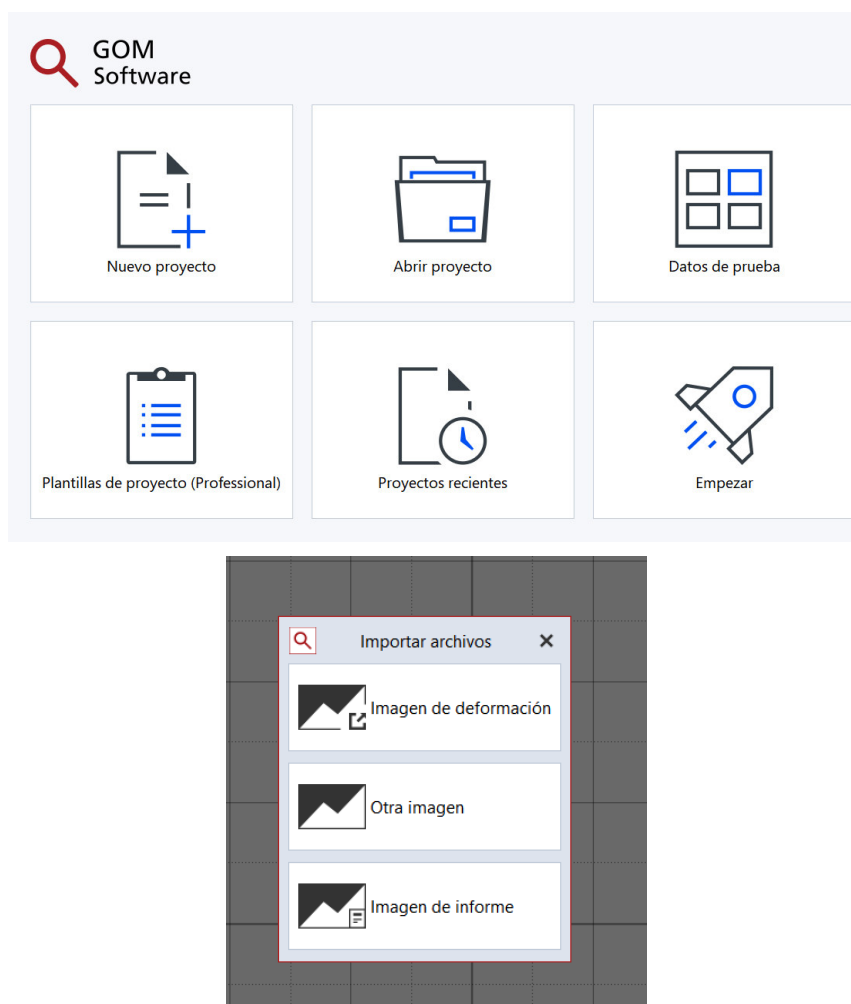 GOM
Software
Nuevo proyecto
Abrir proyecto
Datos de prueba
Plantillas de proyecto (Professional)
Proyectos recientes
Empezar
Importar archivos
Imagen de deformación
Otra imagen
Imagen de informe